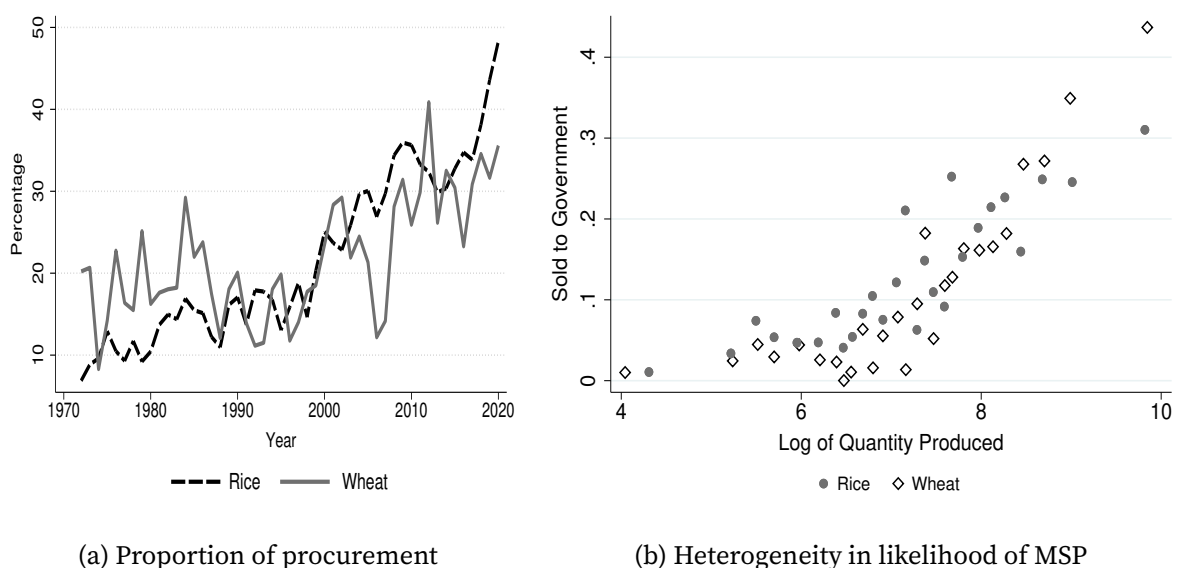 50
40
30
20
10
Percentage
1970 1980 1990 2000 2010 2020
Year
Rice Wheat
(a) Proportion of procurement
.4
.3
.2
.1
0
Sold to Government
4 6 8 10
Log of Quantity Produced
Rice Wheat
(b) Heterogeneity in likelihood of MSP